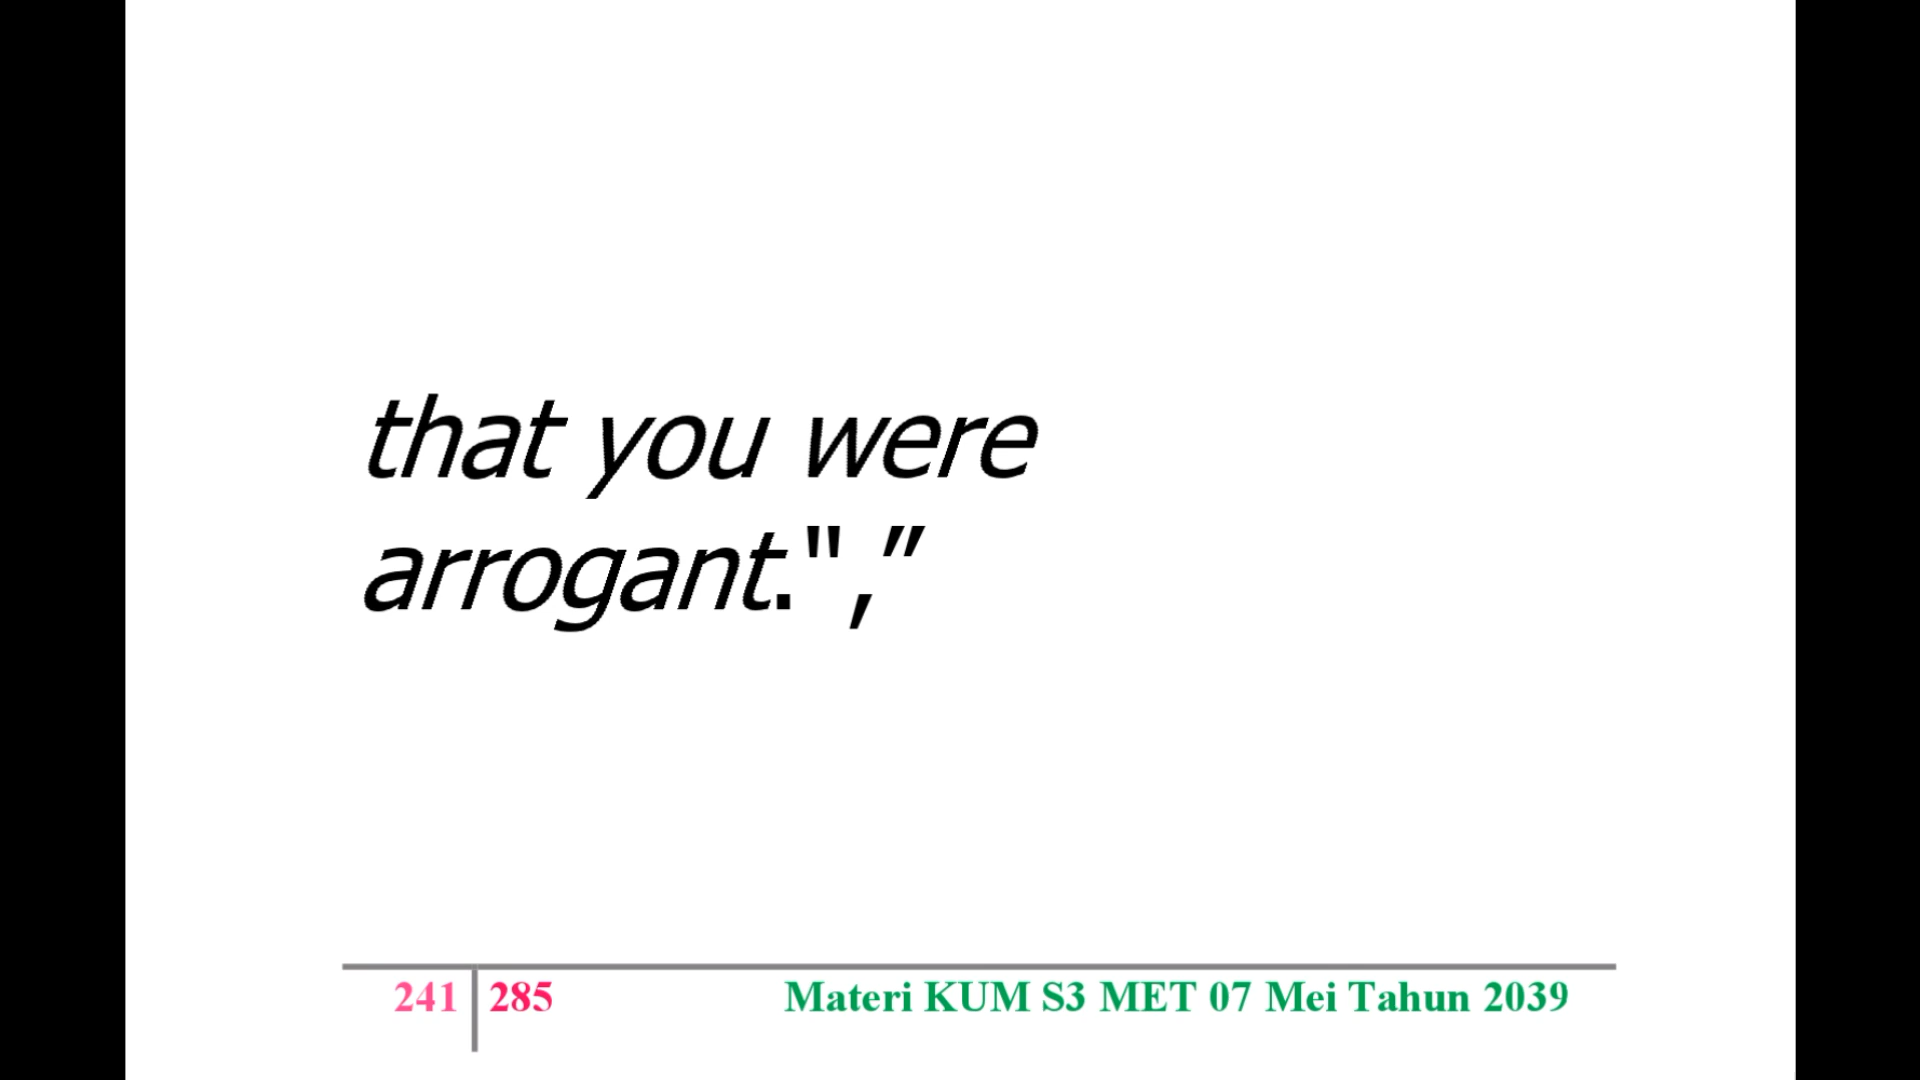 that you were
arrogant.“,”
241 285 Materi KUM S3 MET 07 Mei Tahun 2039